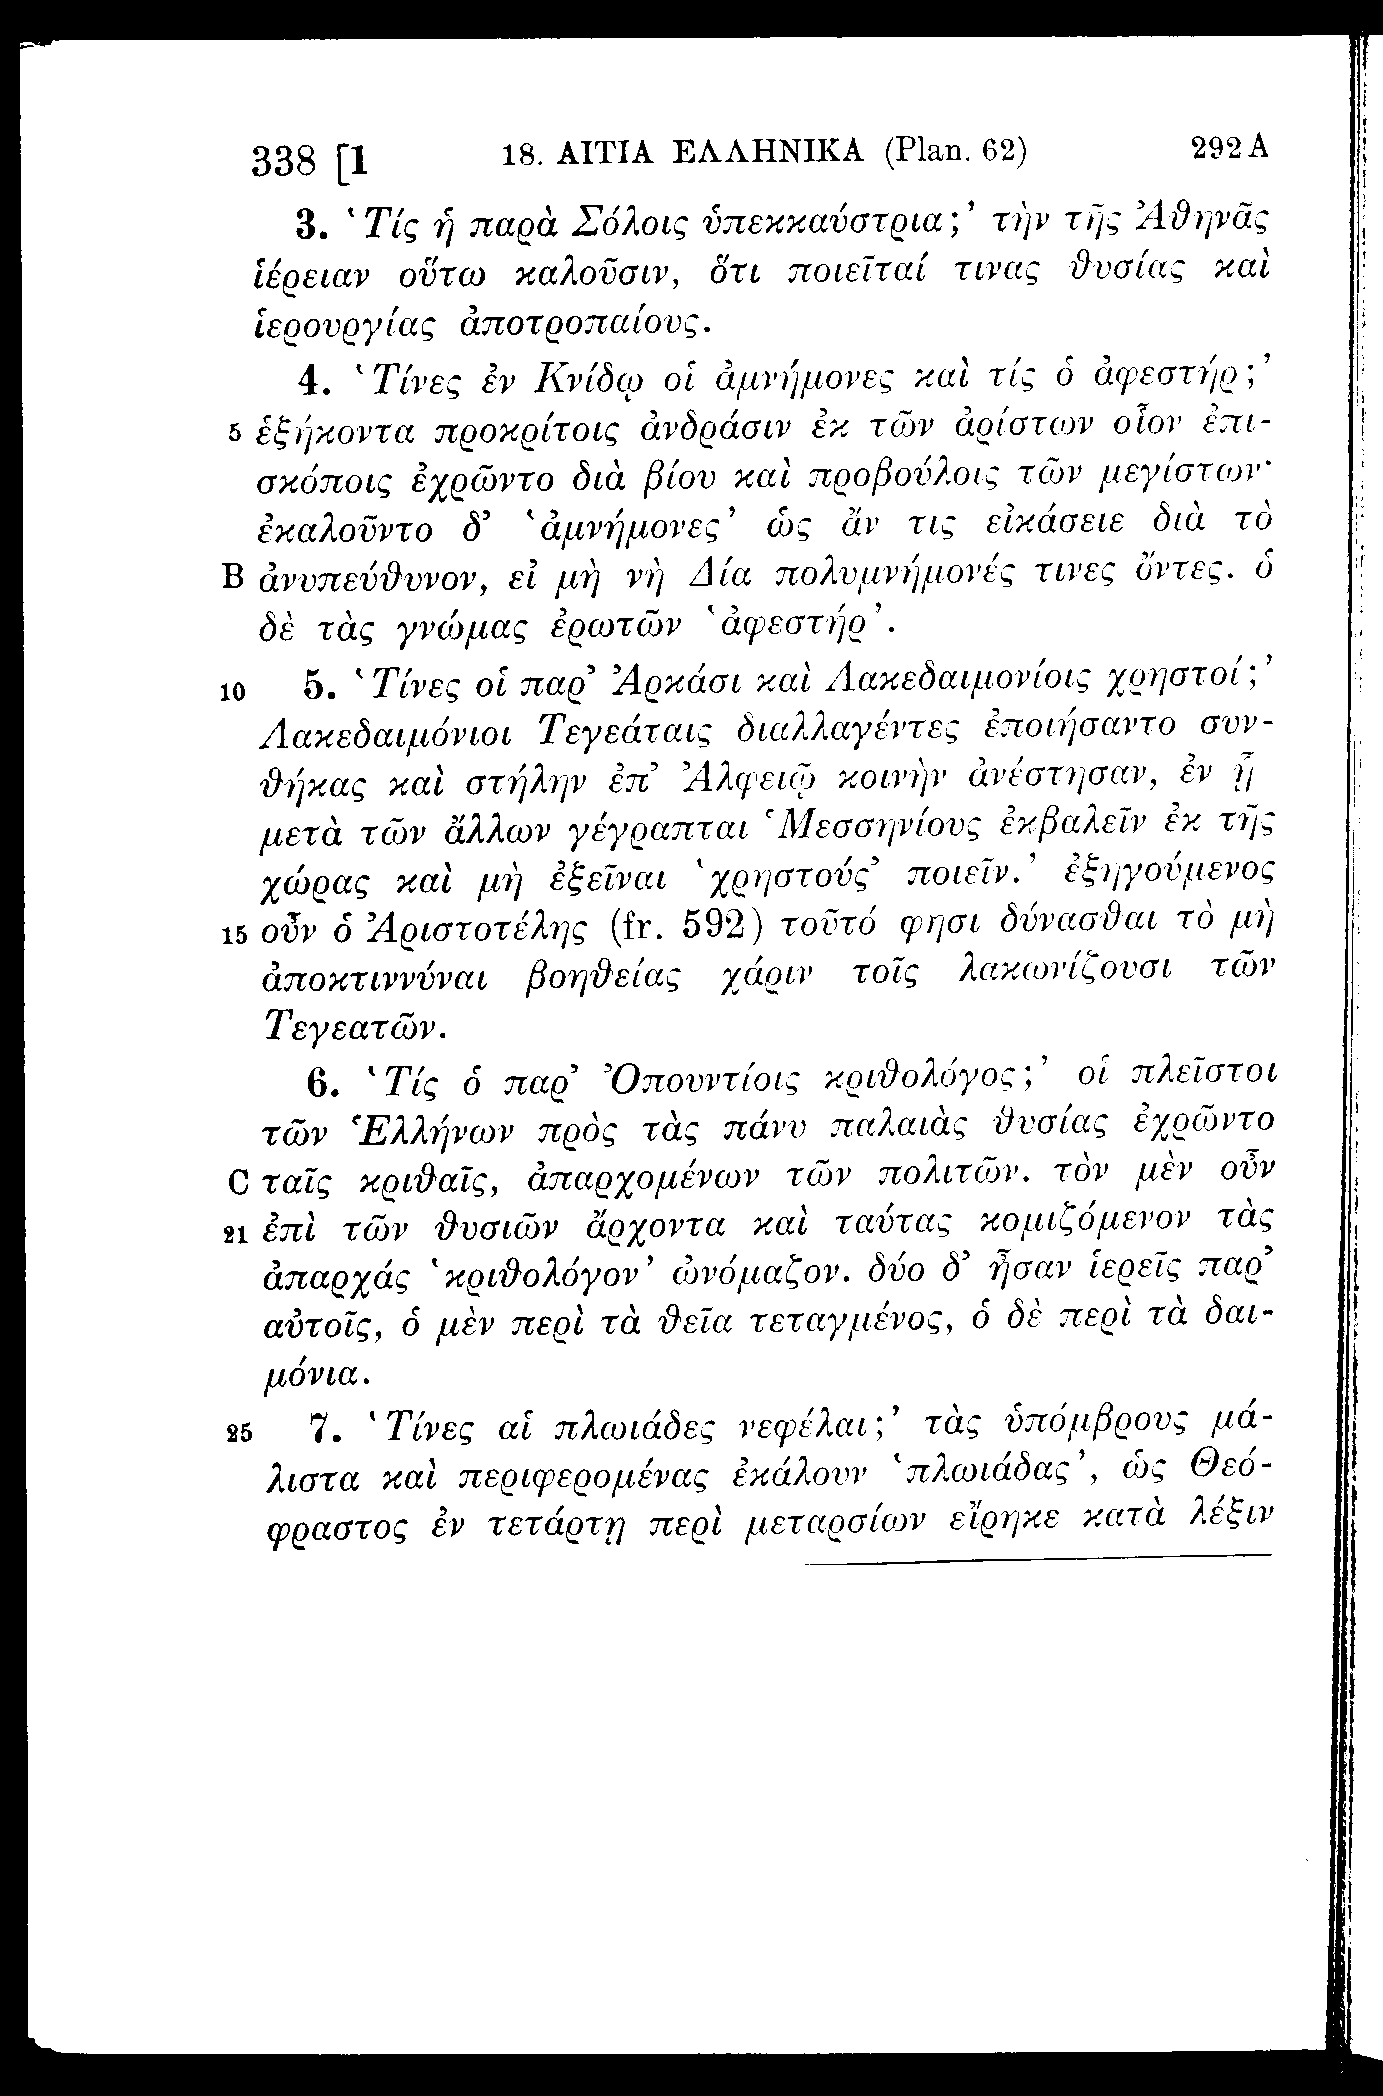 338 [1 18. ΑΙΤΙΑ ΕΛΛΗΝΙΚΑ (Plan. 62) 292 A
3. ‘Τίς ἡ παρὰ Σόλοις ὑπεκκαύστρια;’ τὴν τῆς Ἀθηνᾶς
ἱέρειαν οὕτω καλοῦσιν, ὅτι ποιεῖταί τινας θυσίας καὶ
ἱερουργίας ἀποτροπαίους.
4. ‘Τίνες ἐν Κνίδῳ οἱ ἀμνήμονες καὶ τίς ὁ ἀφεστήρ;’
5 ἑξήκοντα προκρίτοις ἀνδράσιν ἐκ τῶν ἀρίστων οἷον ἐπι-
σκόποις ἐχρῶντο διὰ βίου καὶ προβούλοις τῶν μεγίστων·
ἐκαλοῦντο δ’ ‘ἀμνήμονες’ ὡς ἄν τις εἰκάσειε διὰ τὸ
B ἀνυπεύθυνον, εἰ μὴ νὴ Δία πολυμνήμονές τινες ὄντες. ὁ
δὲ τὰς γνώμας ἐρωτῶν ‘ἀφεστήρ’.
10 5. ‘Τίνες οἱ παρ’ Ἀρκάσι καὶ Λακεδαιμονίοις χρηστοί;’
Λακεδαιμόνιοι Τεγεάταις διαλλαγέντες ἐποιήσαντο συν-
θήκας καὶ στήλην ἐπ’ Ἀλφειῷ κοινὴν ἀνέστησαν, ἐν ᾗ
μετὰ τῶν ἄλλων γέγραπται ‘Μεσσηνίους ἐκβαλεῖν ἐκ τῆς
χώρας καὶ μὴ ἐξεῖναι ‘χρηστούς’ ποιεῖν.’ ἐξηγούμενος
15 οὖν ὁ Ἀριστοτέλης (fr. 592) τοῦτό φησι δύνασθαι τὸ μὴ
ἀποκτιννύναι βοηθείας χάριν τοῖς λακωνίζουσι τῶν
Τεγεατῶν.
6. ‘Τίς ὁ παρ’ Ὀπουντίοις κριθολόγος;’ οἱ πλεῖστοι
τῶν Ἑλλήνων πρὸς τὰς πάνυ παλαιὰς θυσίας ἐχρῶντο
C ταῖς κριθαῖς, ἀπαρχομένων τῶν πολιτῶν. τὸν μὲν οὖν
21 ἐπὶ τῶν θυσιῶν ἄρχοντα καὶ ταύτας κομιζόμενον τὰς
ἀπαρχάς ‘κριθολόγον’ ὠνόμαζον. δύο δ’ ἦσαν ἱερεῖς παρ’
αὐτοῖς, ὁ μὲν περὶ τὰ θεῖα τεταγμένος, ὁ δὲ περὶ τὰ δαι-
μόνια.
25 7. ‘Τίνες αἱ πλωιάδες νεφέλαι;’ τὰς ὑπόμβρους μά-
λιστα καὶ περιφερομένας ἐκάλουν ‘πλωιάδας’, ὡς Θεό-
φραστος ἐν τετάρτῃ περὶ μεταρσίων εἴρηκε κατὰ λέξιν